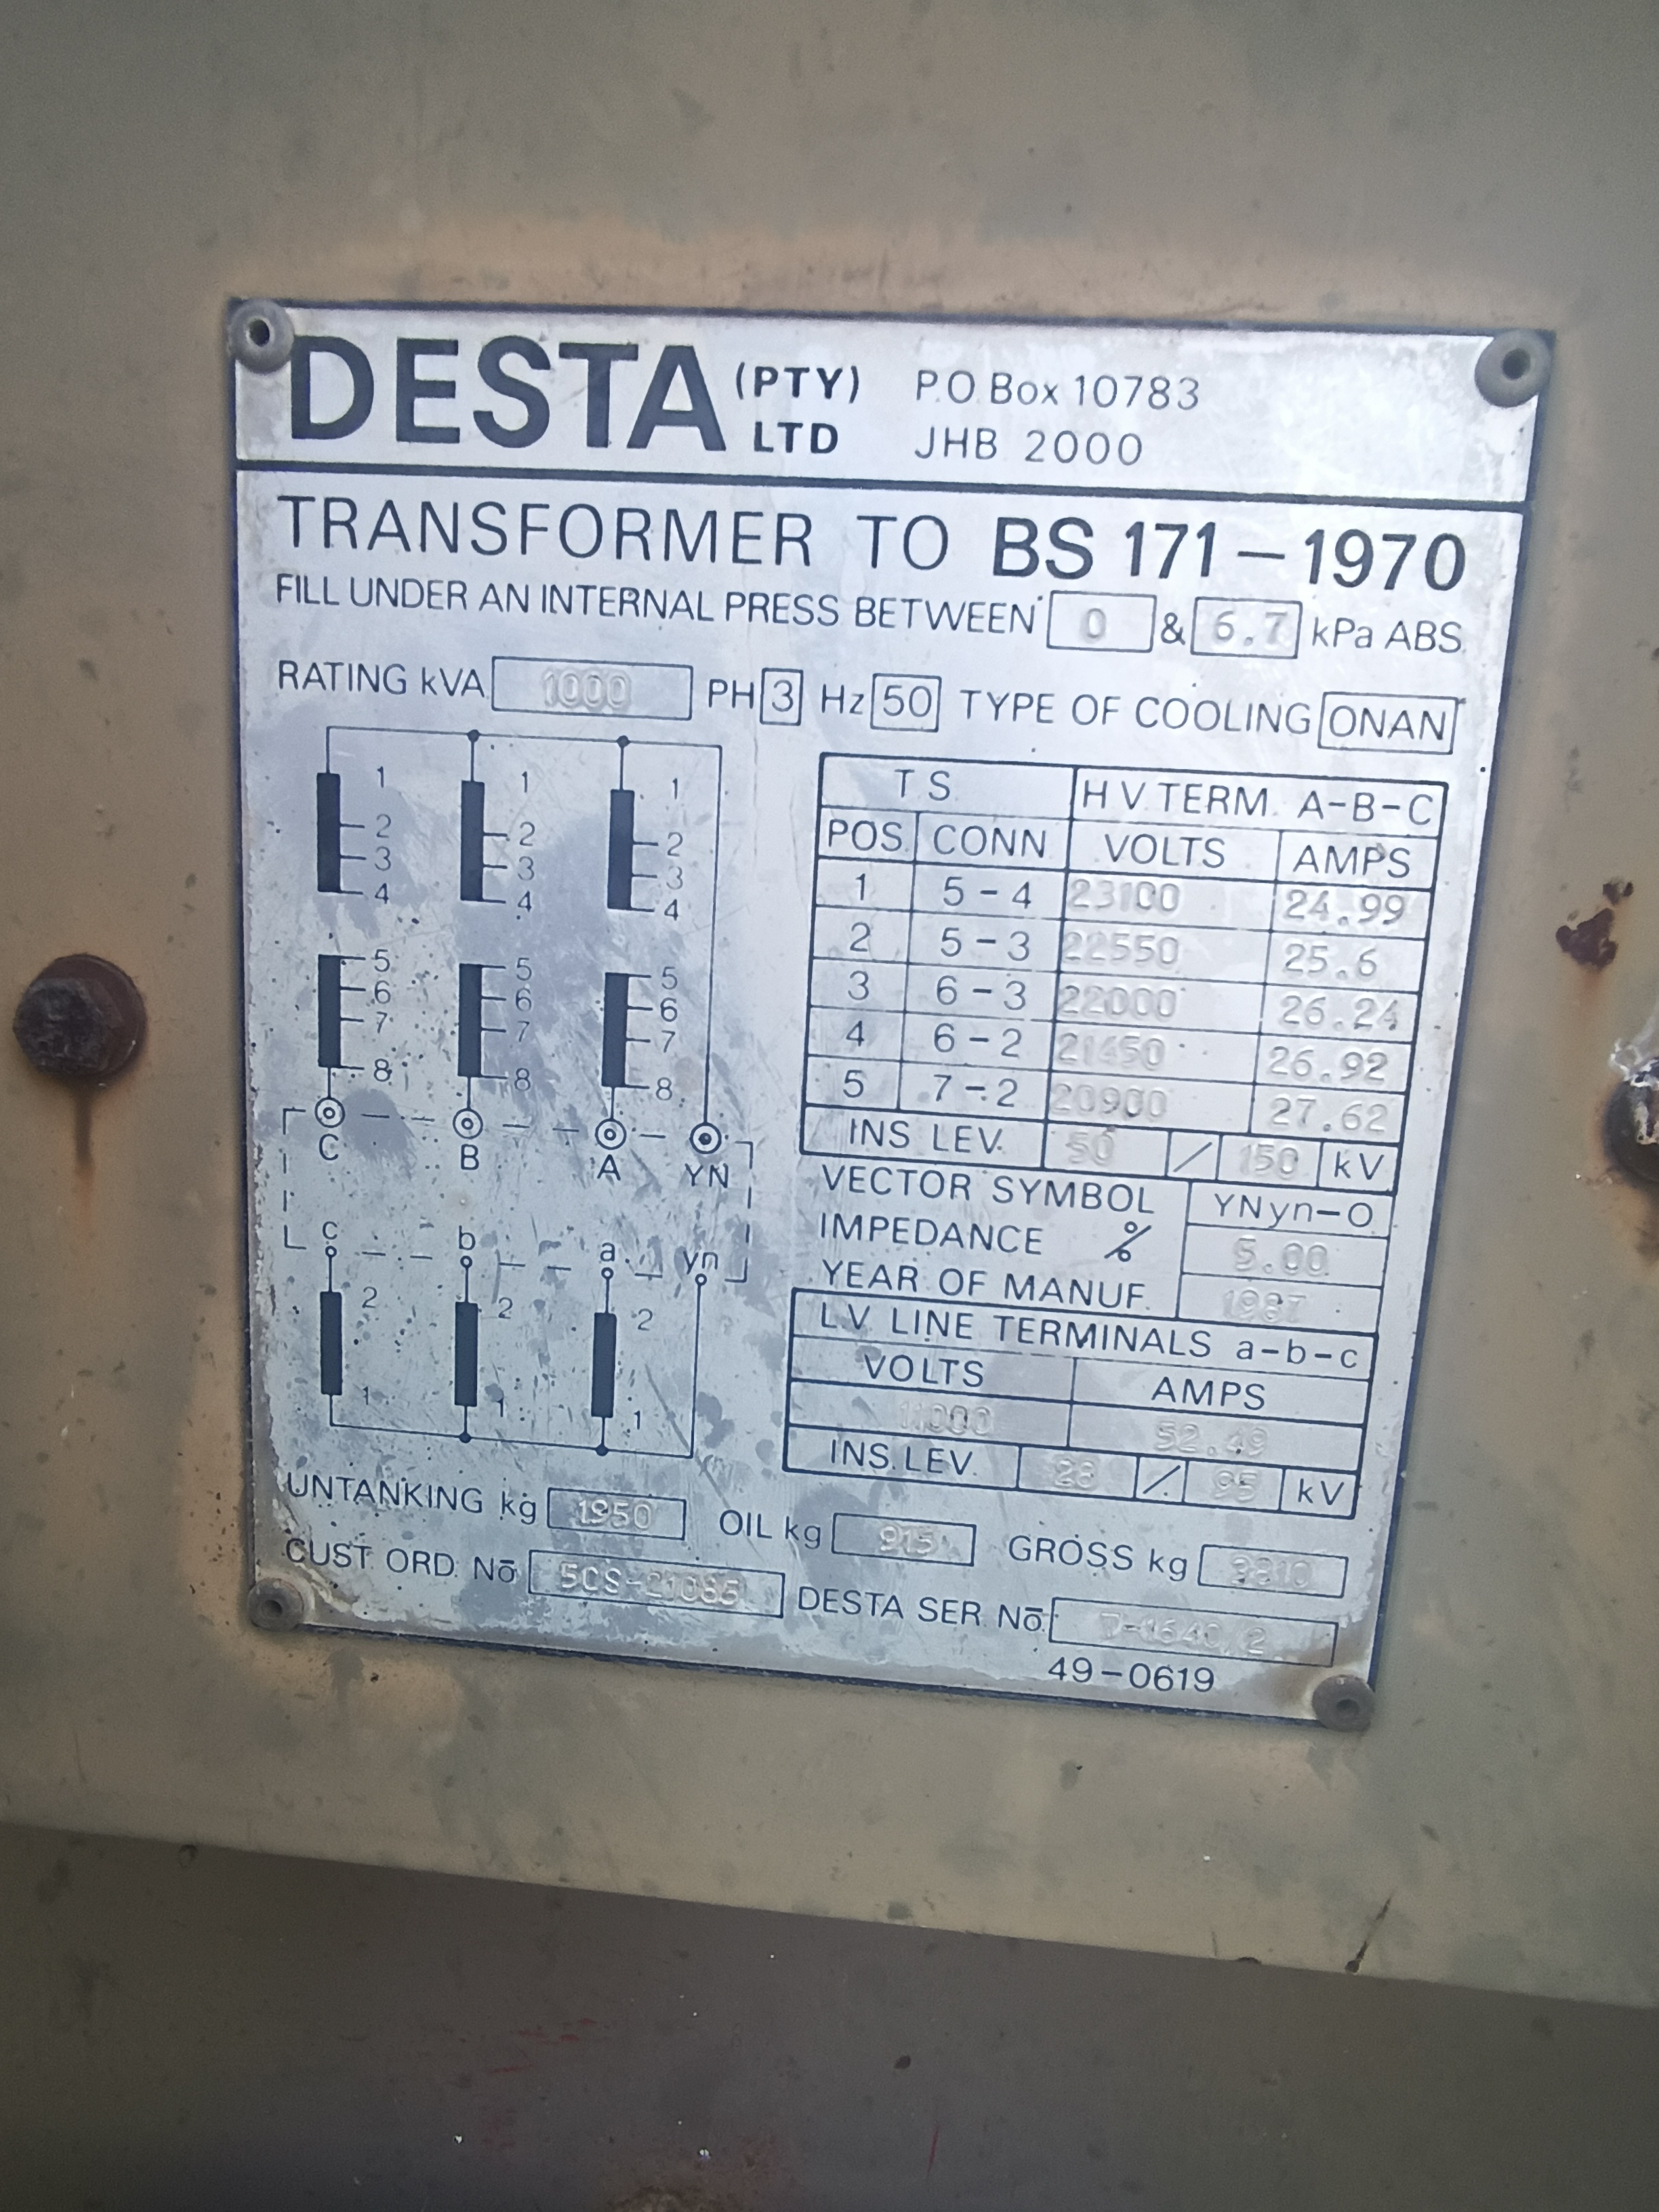 DESTA (PTY) LTD P.O. Box 10783
JHB 2000
TRANSFORMER TO BS 171-1970
FILL UNDER AN INTERNAL PRESS BETWEEN 0 & 6.7 kPa ABS.
RATING kVA 1000 PH 3 Hz 50 TYPE OF COOLING ONAN
1 1 1
2 2 2
3 3 3
4 4 4
5 5 5
6 6 6
7 7 7
8 8 8
C B A YN
c b a yn
2 2 2
1 1 1
T S H V TERM. A-B-C
POS. CONN. VOLTS AMPS
1 5-4 23100 24.99
2 5-3 22550 25.6
3 6-3 22000 26.24
4 6-2 21450 26.92
5 7-2 20900 27.62
INS LEV. 50 / 150 kV
VECTOR SYMBOL YNyn-O
IMPEDANCE % 5.00
YEAR OF MANUF. 1987
L.V. LINE TERMINALS a-b-c
VOLTS AMPS
11000 52.49
INS. LEV. 28 / 95 kV
UNTANKING kg 1950 OIL kg 915 GROSS kg
CUST. ORD. No DESTA SER. No.
49-0619